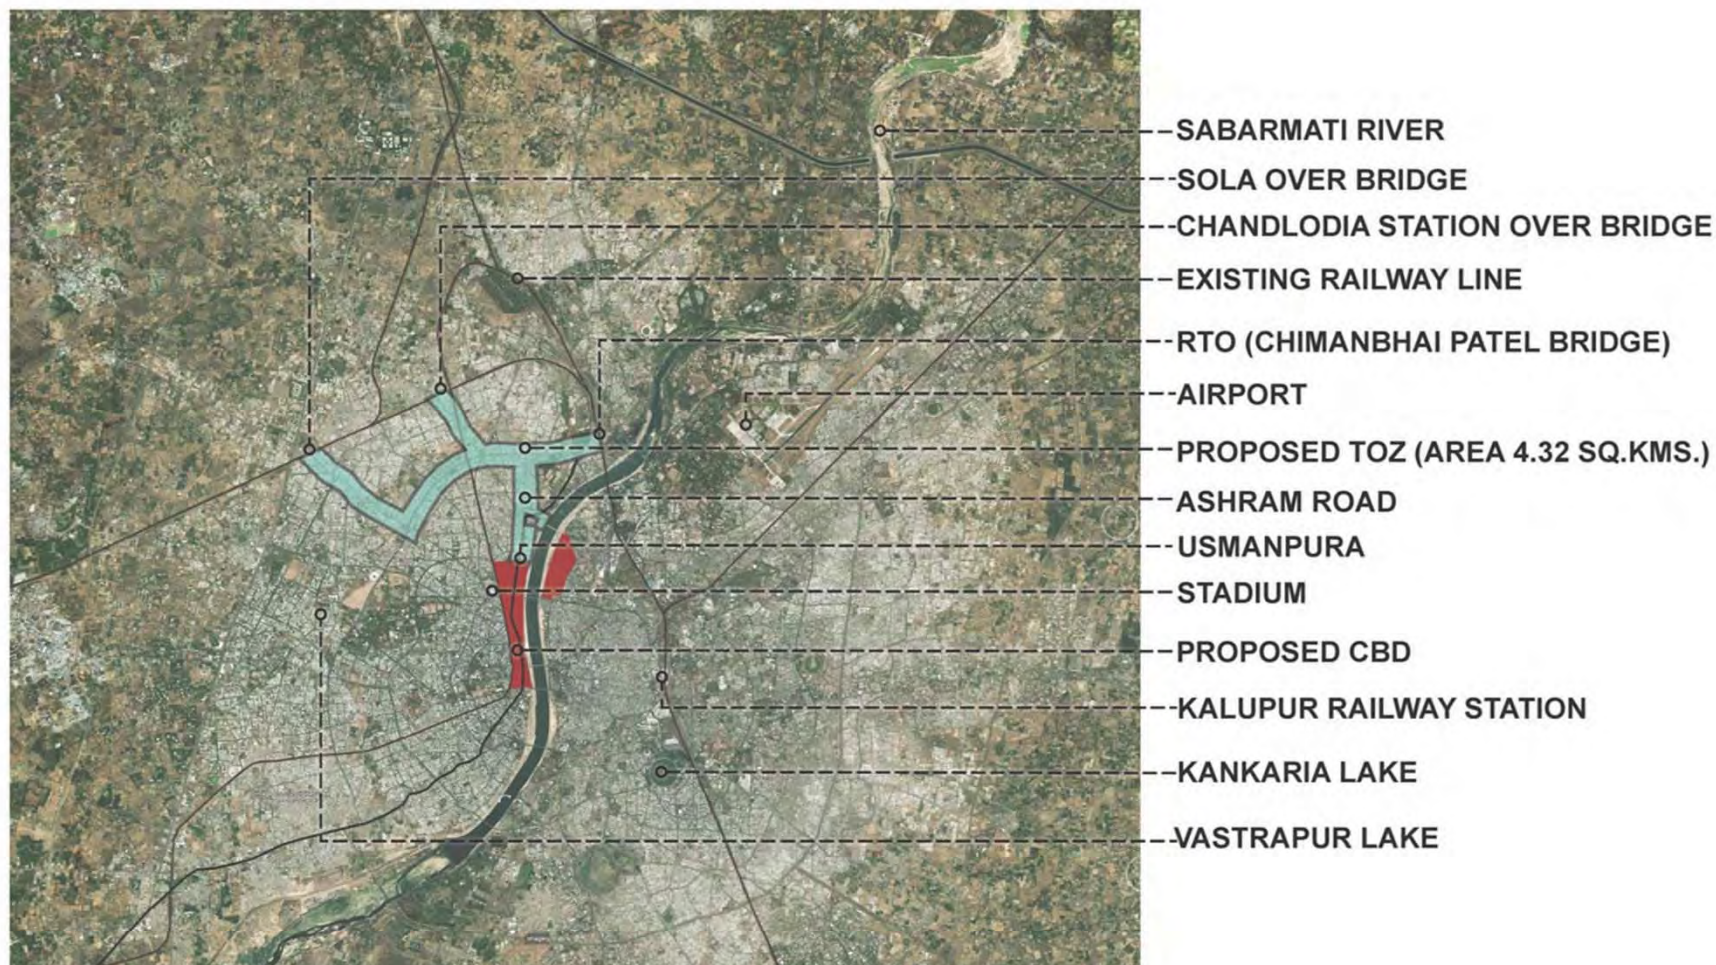 SABARMATI RIVER
SOLA OVER BRIDGE
CHANDLODIA STATION OVER BRIDGE
EXISTING RAILWAY LINE
RTO (CHIMANBHAI PATEL BRIDGE)
AIRPORT
PROPOSED TOZ (AREA 4.32 SQ.KMS.)
ASHRAM ROAD
USMANPURA
STADIUM
PROPOSED CBD
KALUPUR RAILWAY STATION
KANKARIA LAKE
VASTRAPUR LAKE